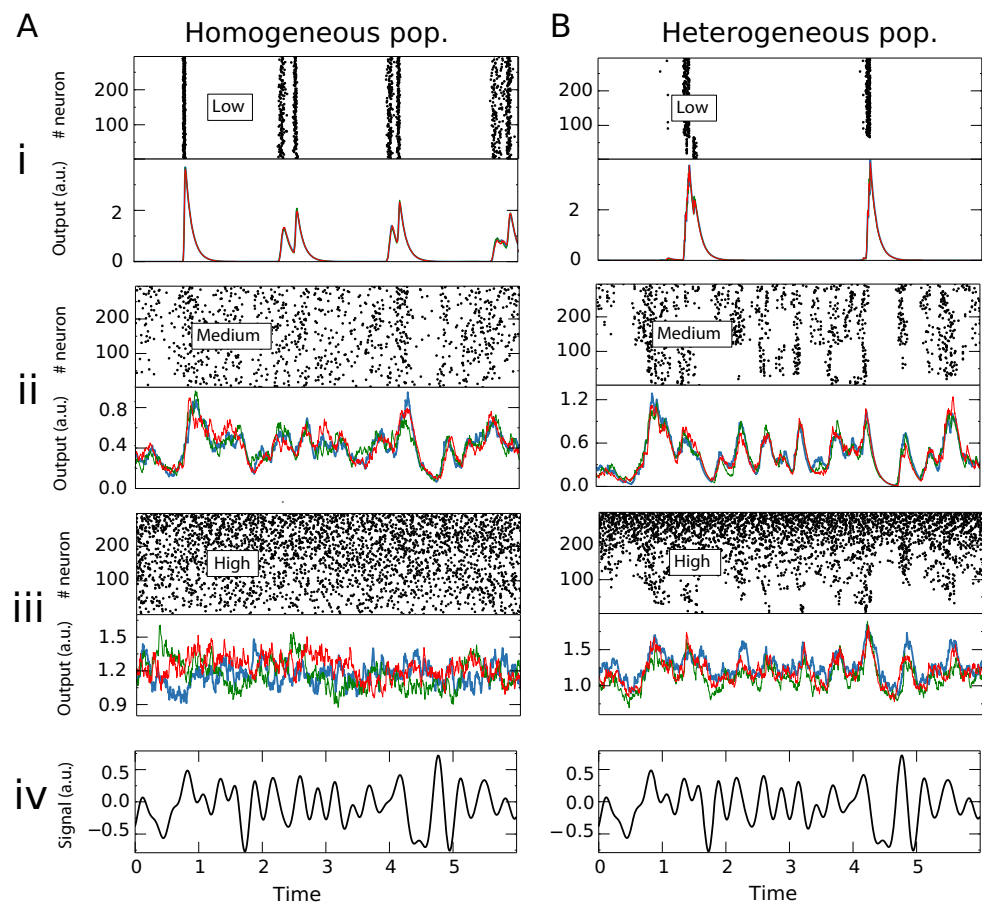 A
Homogeneous pop.
B
Heterogeneous pop.
i
# neuron
200
100
Low
Output (a.u.)
2
0
200
100
Low
2
0
ii
# neuron
200
100
Medium
Output (a.u.)
0.8
0.4
0.0
200
100
Medium
1.2
0.6
0.0
iii
# neuron
200
100
High
Output (a.u.)
1.5
1.2
0.9
200
100
High
1.5
1.0
iv
Signal (a.u.)
0.5
0.0
−0.5
0 1 2 3 4 5
Time
0.5
0.0
−0.5
0 1 2 3 4 5
Time